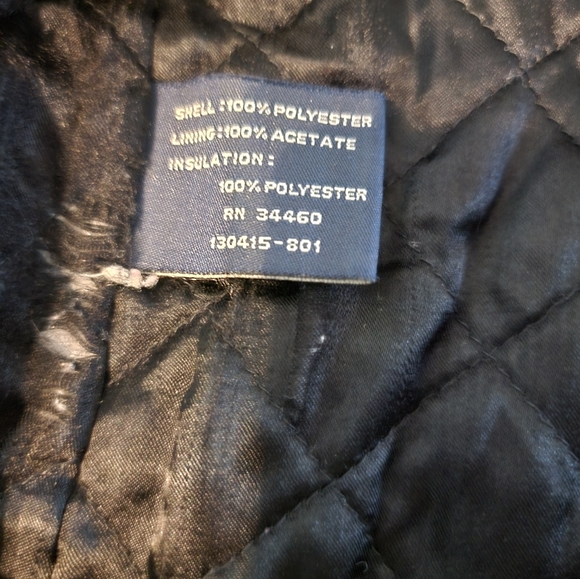 SHELL:100% POLYESTER
LINING:100% ACETATE
INSULATION:
100% POLYESTER
RN 34460
130415-801